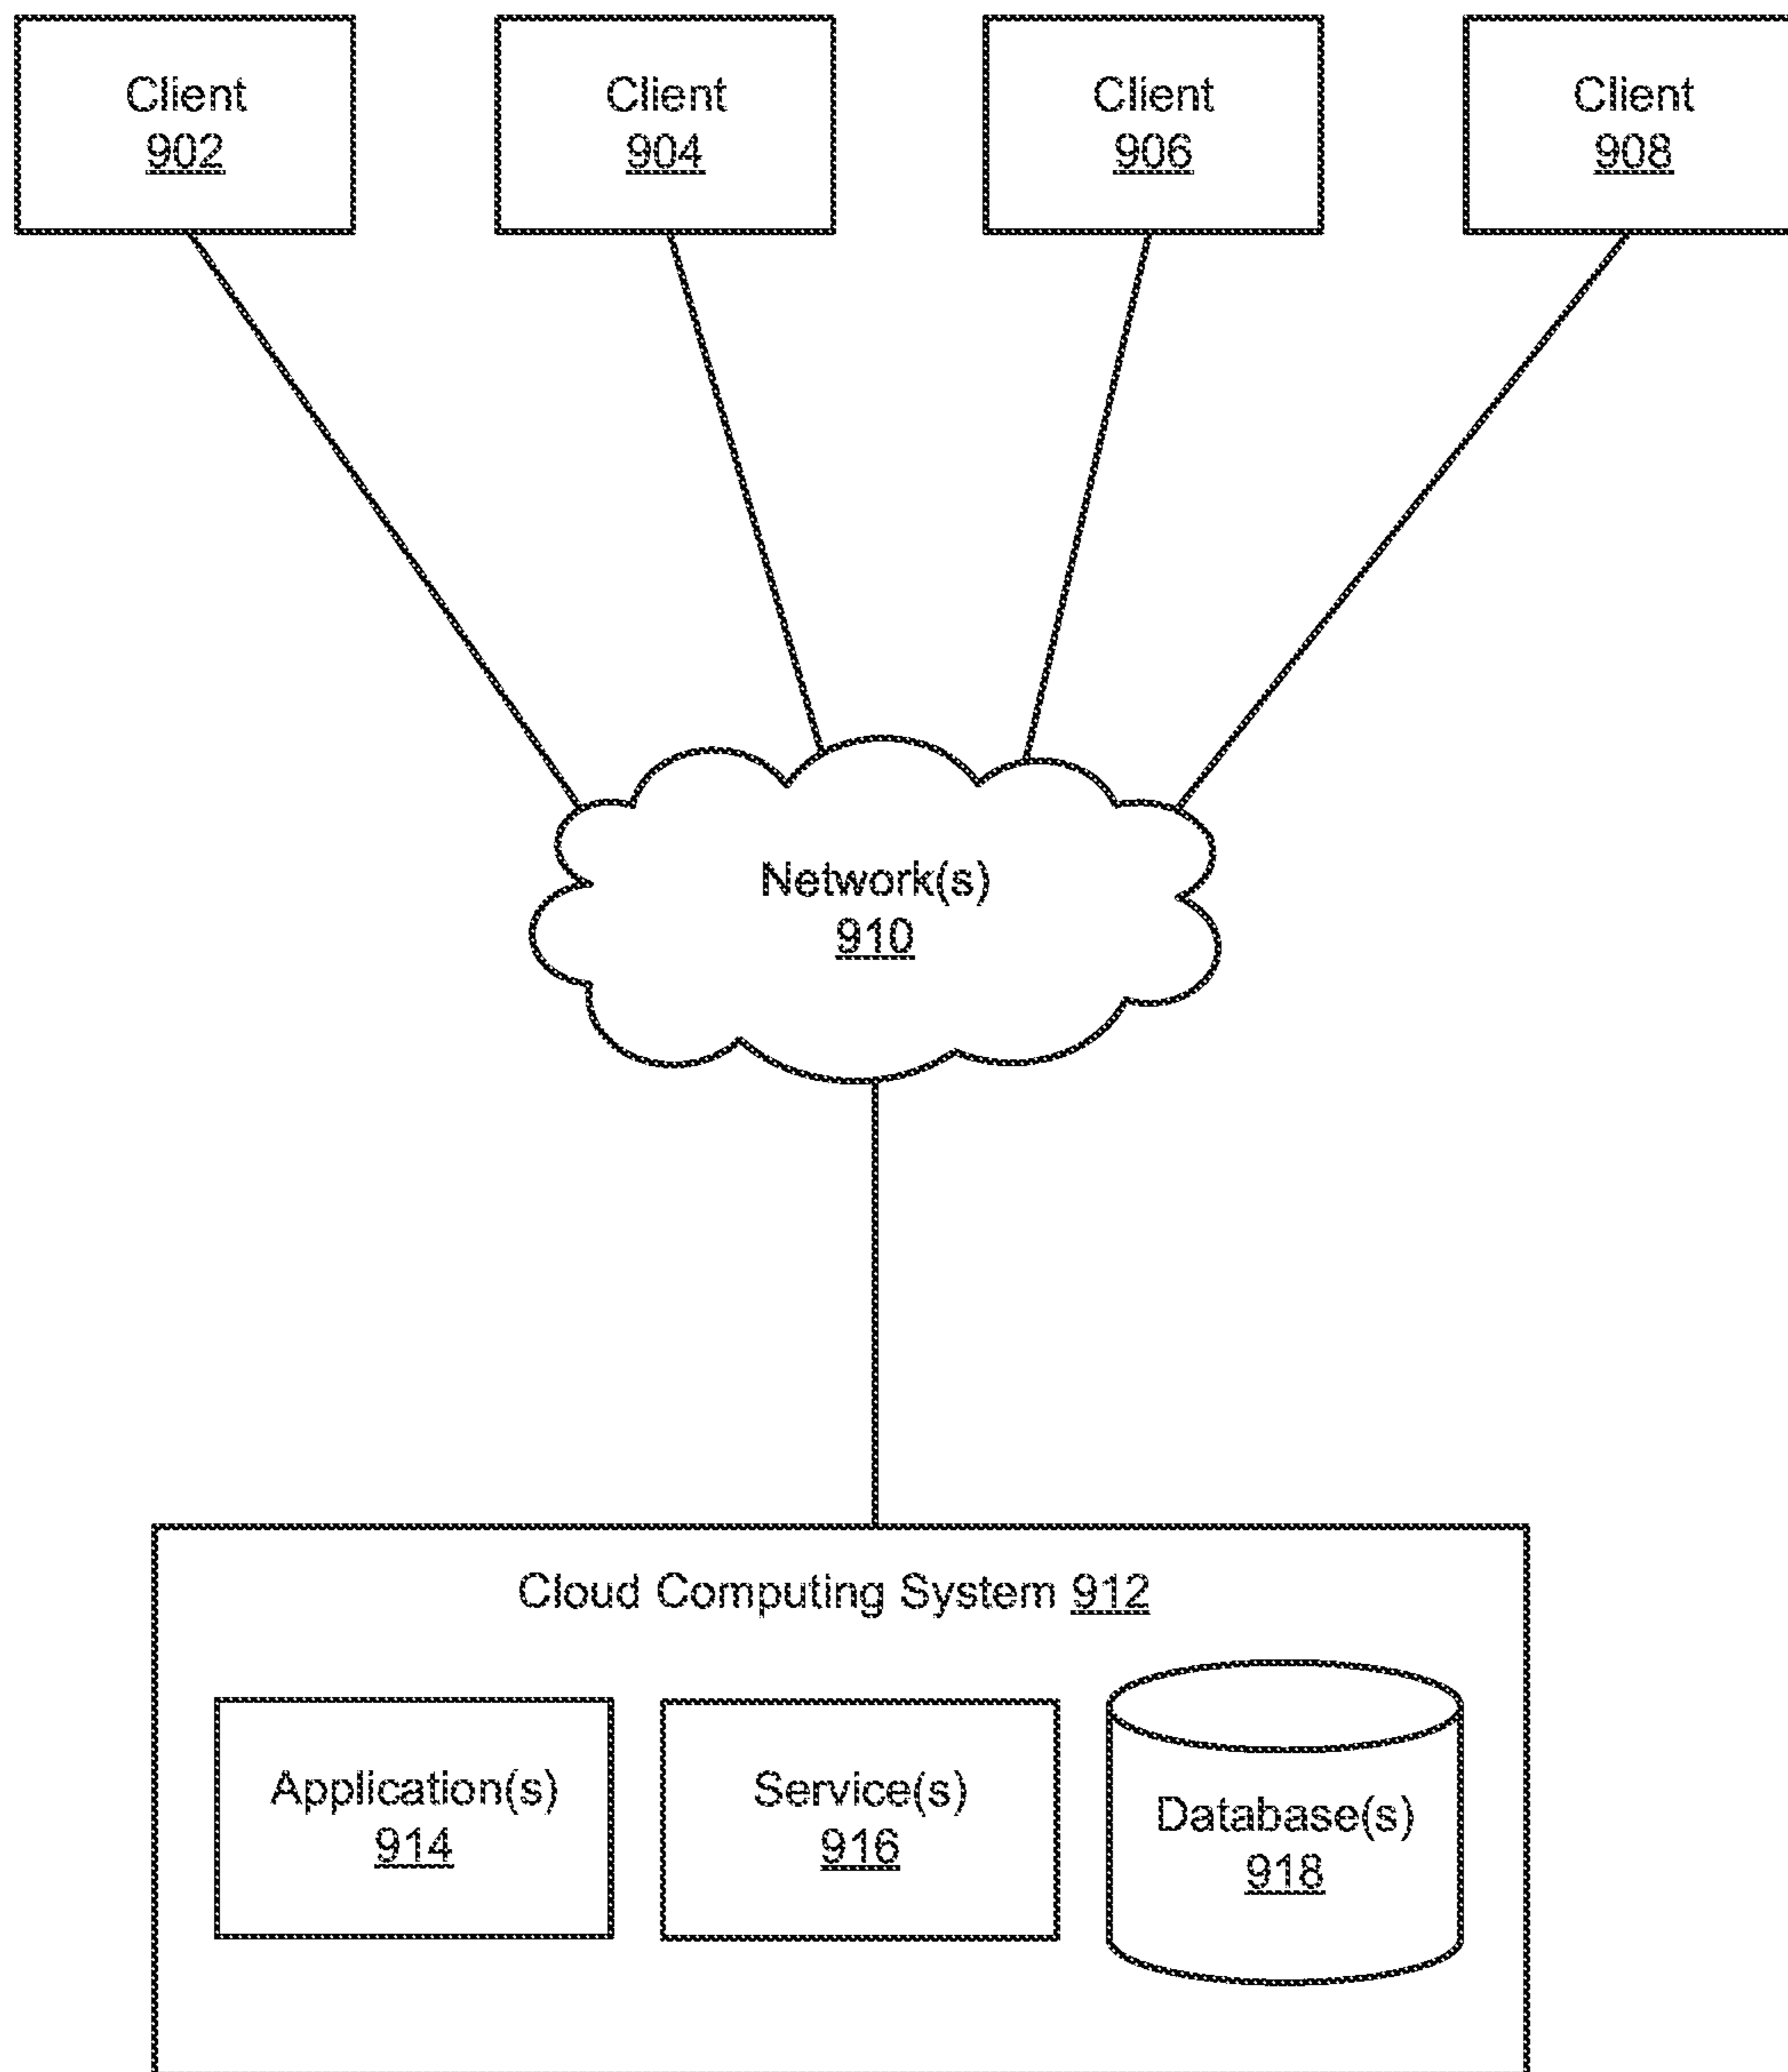 Client
902
Client
904
Client
906
Client
908
Network(s)
910
Cloud Computing System 912
Application(s)
914
Service(s)
916
Database(s)
918